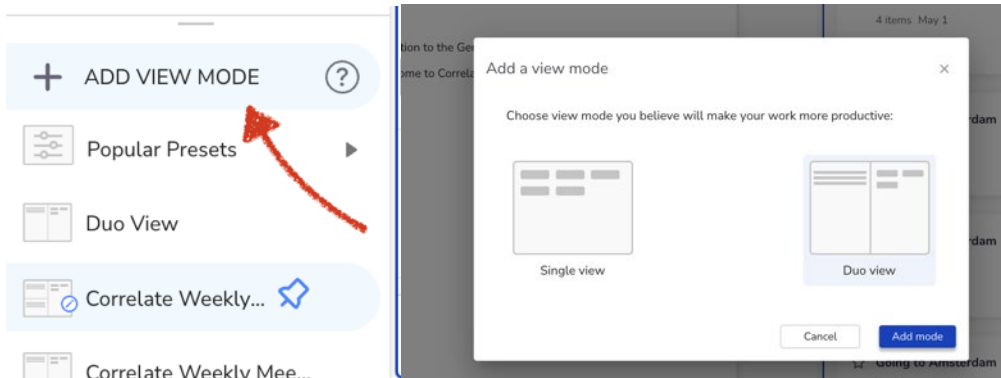 ADD VIEW MODE ?
Popular Presets
Duo View
Correlate Weekly...
Correlate Weekly Mee...
4 items May 1
tion to the Ge
ome to Correla
Add a view mode
Choose view mode you believe will make your work more productive:
Single view
Duo view
Cancel
Add mode
rdam
rdam
Going to Amsterdam